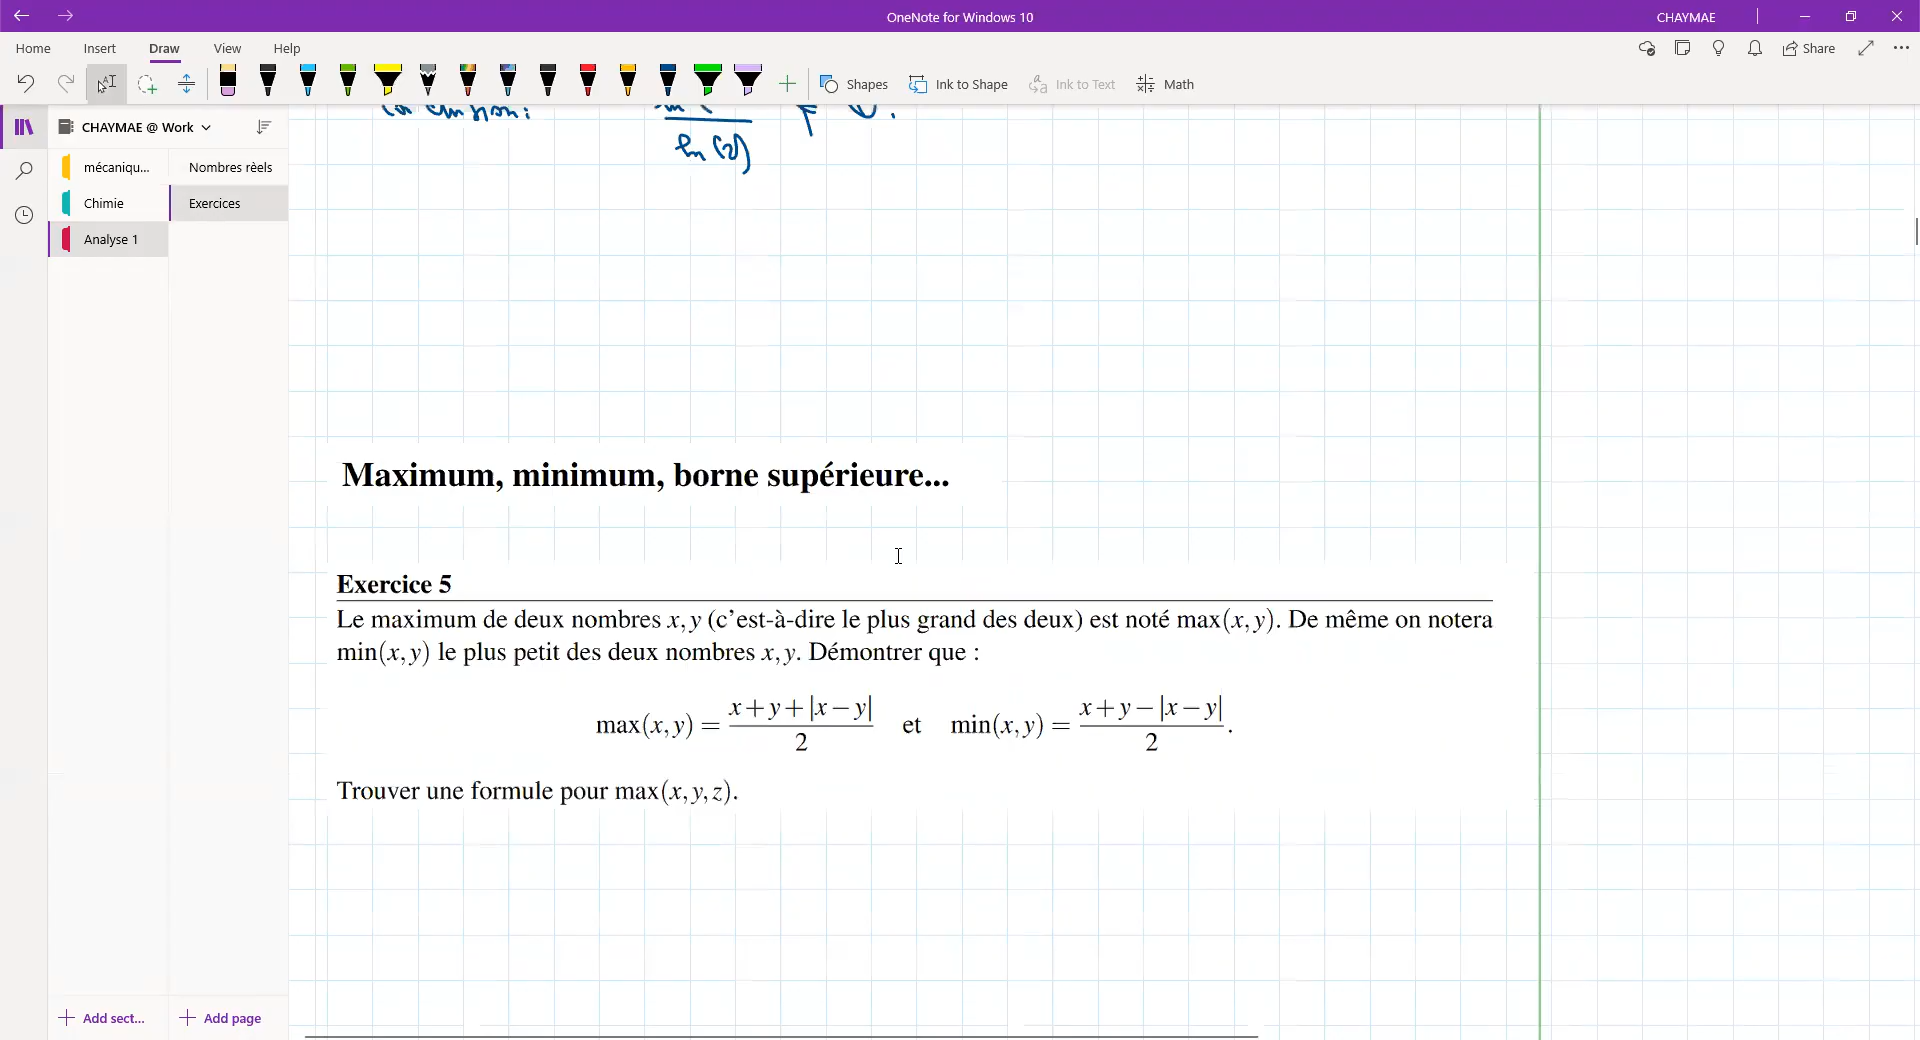 OneNote for Windows 10
CHAYMAE
Home Insert Draw View Help
Share
Shapes
Ink to Shape
Ink to Text
Math
CHAYMAE @ Work
mécaniqu...
Chimie
Analyse 1
Nombres rèels
Exercices
ln(2)
Maximum, minimum, borne supérieure...
Exercice 5
Le maximum de deux nombres x, y (c'est-à-dire le plus grand des deux) est noté max(x, y). De même on notera
min(x, y) le plus petit des deux nombres x, y. Démontrer que :
max(x, y) = (x + y + |x − y|)/2 et min(x, y) = (x + y − |x − y|)/2.
Trouver une formule pour max(x, y, z).
Add sect...
Add page